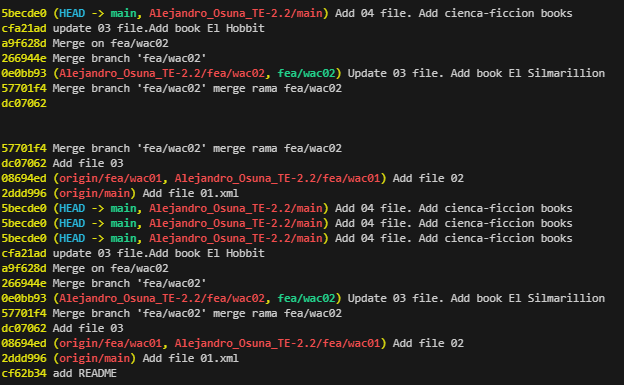 5becde0 (HEAD -> main, Alejandro_Osuna_TE-2.2/main) Add 04 file. Add cienca-ficcion books
cfa21ad update 03 file.Add book El Hobbit
a9f628d Merge on fea/wac02
266944e Merge branch 'fea/wac02'
0e0bb93 (Alejandro_Osuna_TE-2.2/fea/wac02, fea/wac02) Update 03 file. Add book El Silmarillion
57701f4 Merge branch 'fea/wac02' merge rama fea/wac02
dc07062
57701f4 Merge branch 'fea/wac02' merge rama fea/wac02
dc07062 Add file 03
08694ed (origin/fea/wac01, Alejandro_Osuna_TE-2.2/fea/wac01) Add file 02
2ddd996 (origin/main) Add file 01.xml
5becde0 (HEAD -> main, Alejandro_Osuna_TE-2.2/main) Add 04 file. Add cienca-ficcion books
5becde0 (HEAD -> main, Alejandro_Osuna_TE-2.2/main) Add 04 file. Add cienca-ficcion books
5becde0 (HEAD -> main, Alejandro_Osuna_TE-2.2/main) Add 04 file. Add cienca-ficcion books
cfa21ad update 03 file.Add book El Hobbit
a9f628d Merge on fea/wac02
266944e Merge branch 'fea/wac02'
0e0bb93 (Alejandro_Osuna_TE-2.2/fea/wac02, fea/wac02) Update 03 file. Add book El Silmarillion
57701f4 Merge branch 'fea/wac02' merge rama fea/wac02
dc07062 Add file 03
08694ed (origin/fea/wac01, Alejandro_Osuna_TE-2.2/fea/wac01) Add file 02
2ddd996 (origin/main) Add file 01.xml
cf62b34 add README